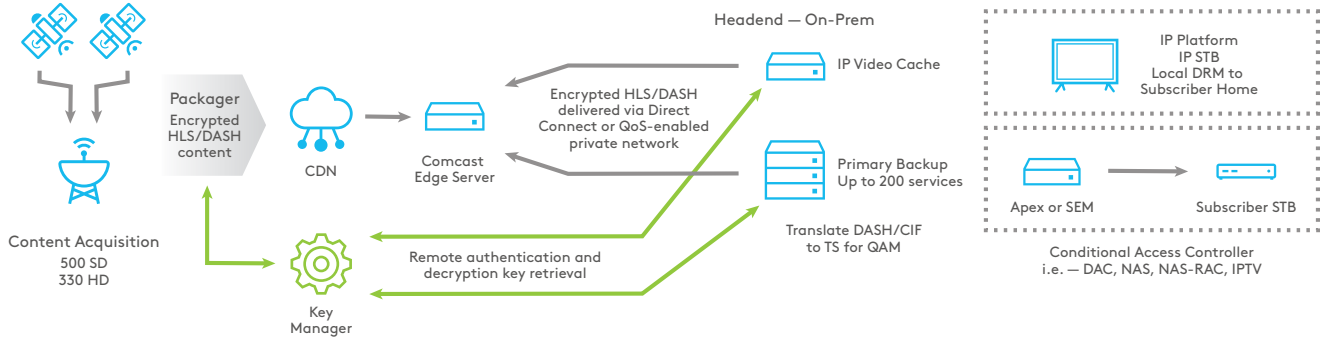 Headend — On-Prem
Packager
Encrypted
HLS/DASH
content
CDN
Comcast
Edge Server
Encrypted HLS/DASH
delivered via Direct
Connect or QoS-enabled
private network
IP Video Cache
Primary Backup
Up to 200 services
Translate DASH/CIF
to TS for QAM
Content Acquisition
500 SD
330 HD
Remote authentication and
decryption key retrieval
Key
Manager
IP Platform
IP STB
Local DRM to
Subscriber Home
Apex or SEM
Subscriber STB
Conditional Access Controller
i.e. — DAC, NAS, NAS-RAC, IPTV